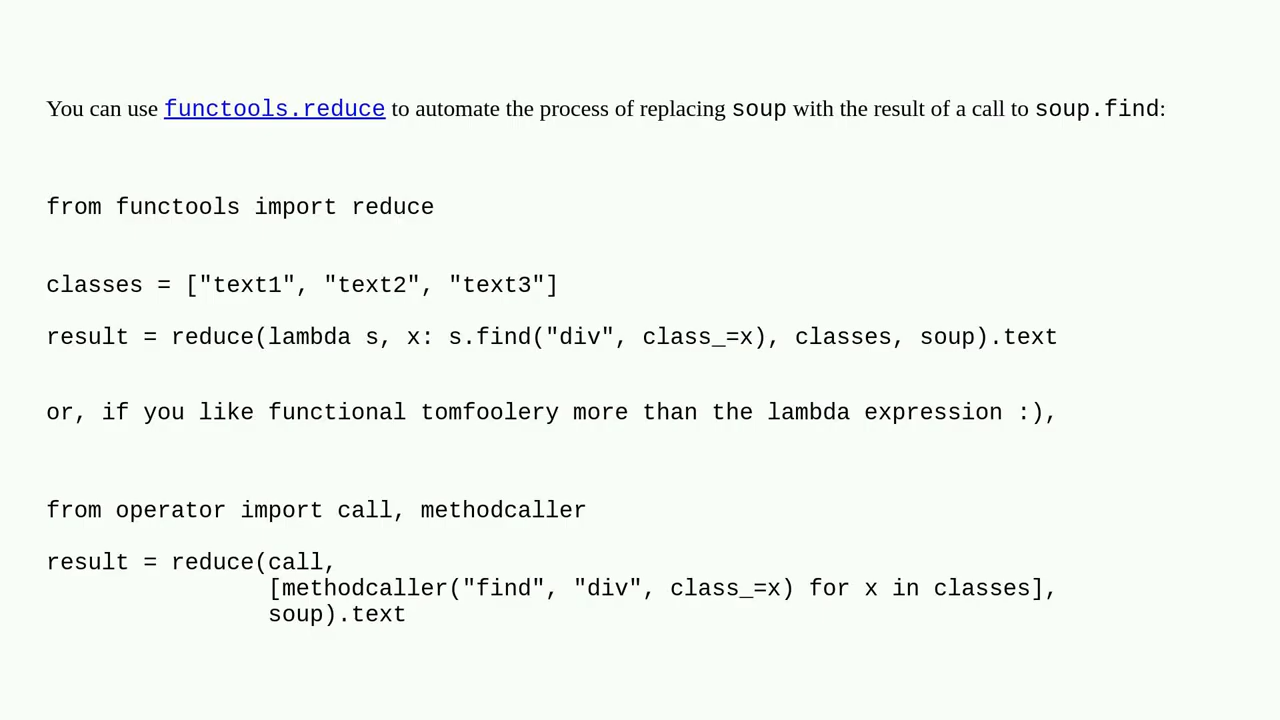 You can use functools.reduce to automate the process of replacing soup with the result of a call to soup.find:
from functools import reduce
classes = ["text1", "text2", "text3"]
result = reduce(lambda s, x: s.find("div", class_=x), classes, soup).text
or, if you like functional tomfoolery more than the lambda expression :),
from operator import call, methodcaller
result = reduce(call,
                [methodcaller("find", "div", class_=x) for x in classes],
                soup).text